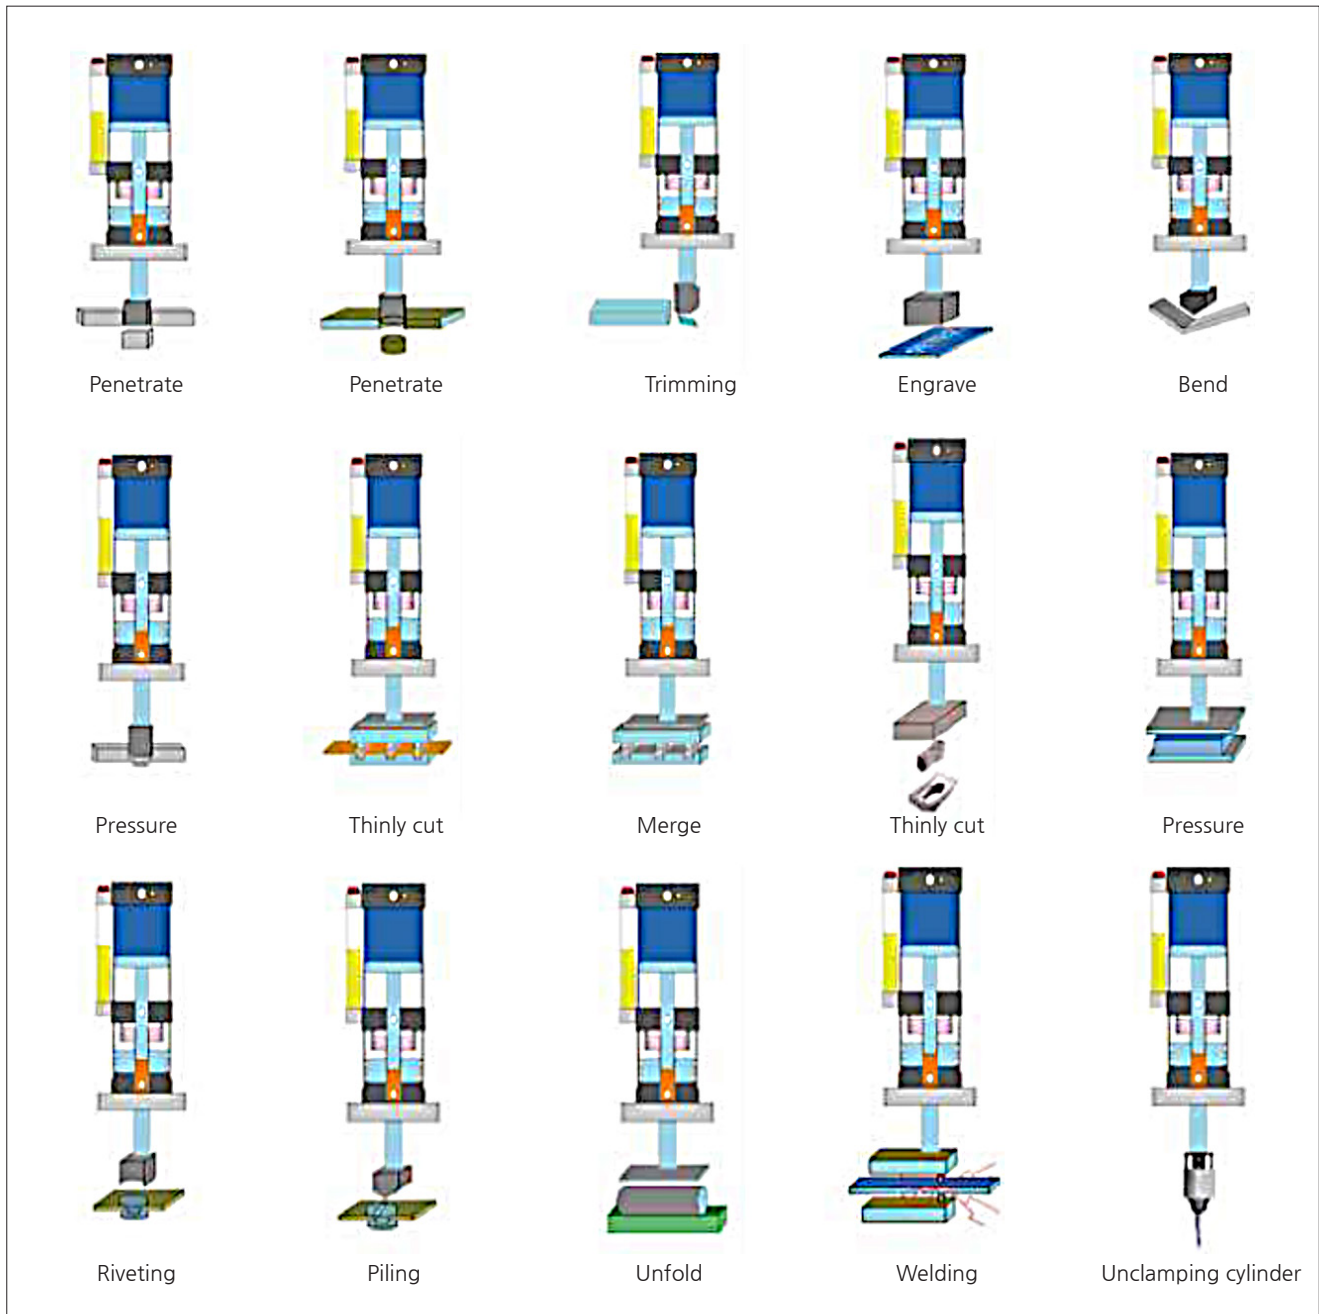 Penetrate
Penetrate
Trimming
Engrave
Bend
Pressure
Thinly cut
Merge
Thinly cut
Pressure
Riveting
Piling
Unfold
Welding
Unclamping cylinder